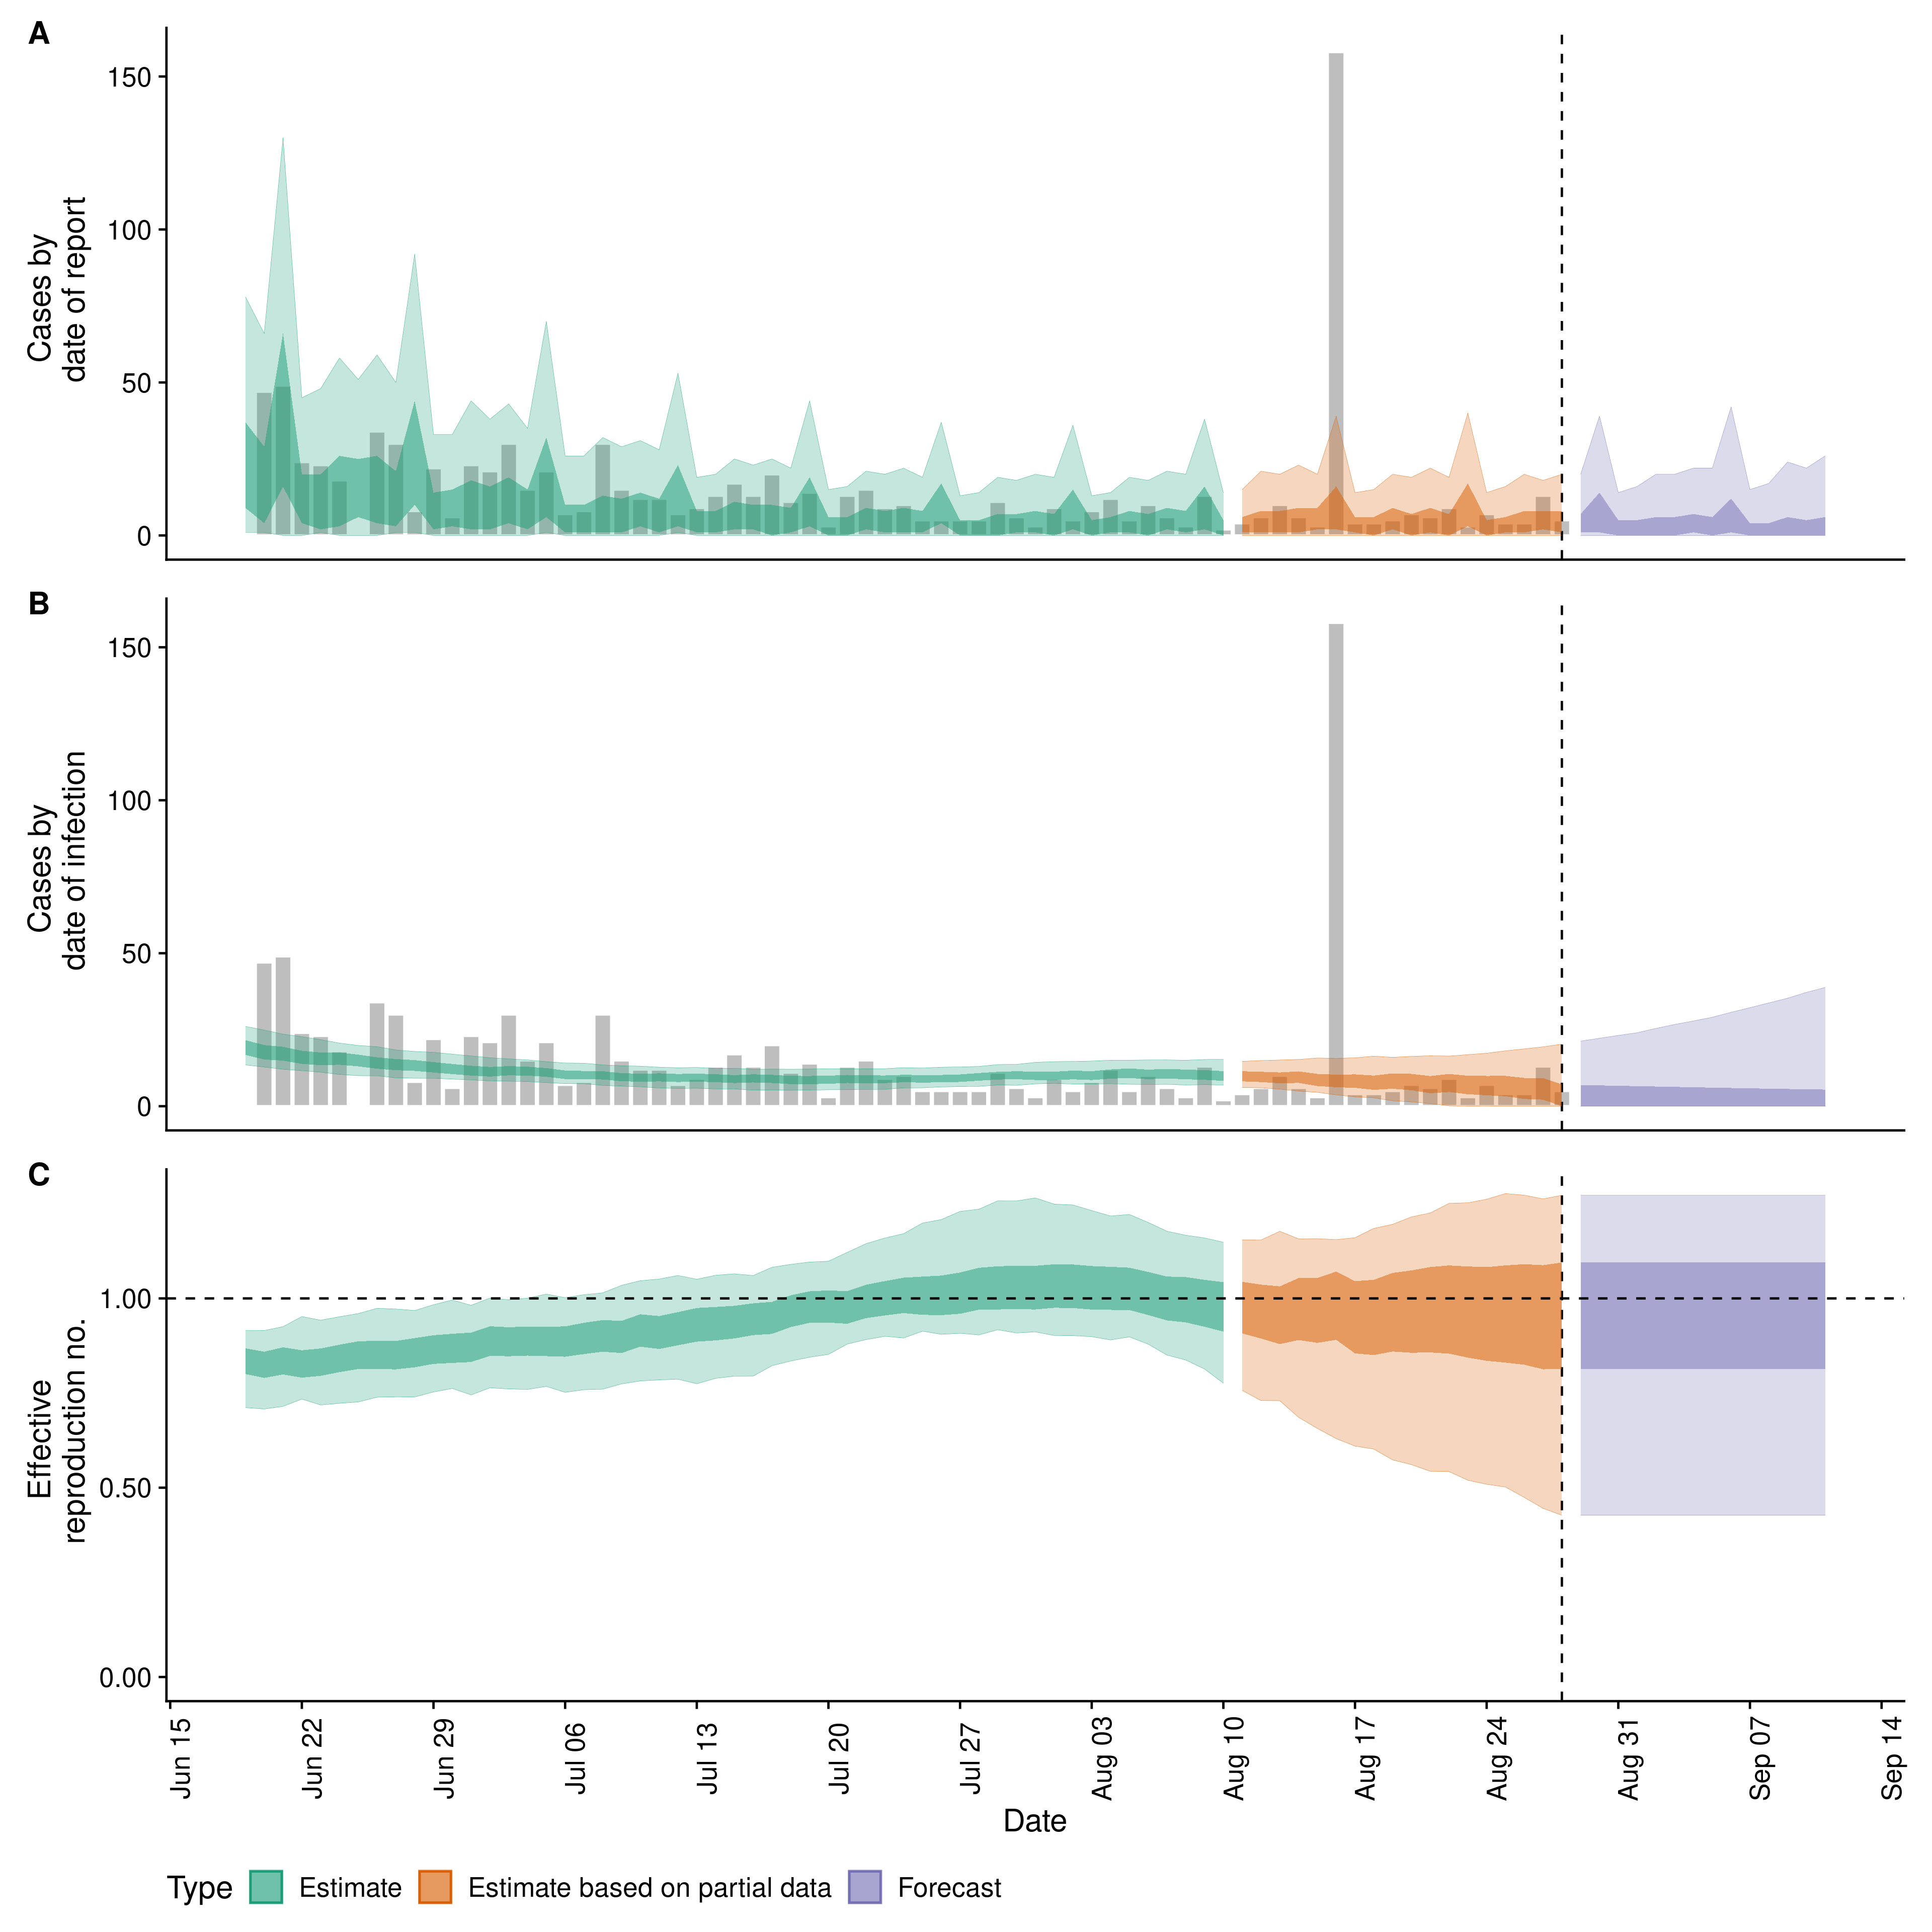 A
150
100
50
0
Cases by
date of report
B
150
100
50
0
Cases by
date of infection
C
1.00
0.50
0.00
Effective
reproduction no.
Jun 15
Jun 22
Jun 29
Jul 06
Jul 13
Jul 20
Jul 27
Aug 03
Aug 10
Aug 17
Aug 24
Aug 31
Sep 07
Sep 14
Date
Type Estimate Estimate based on partial data Forecast